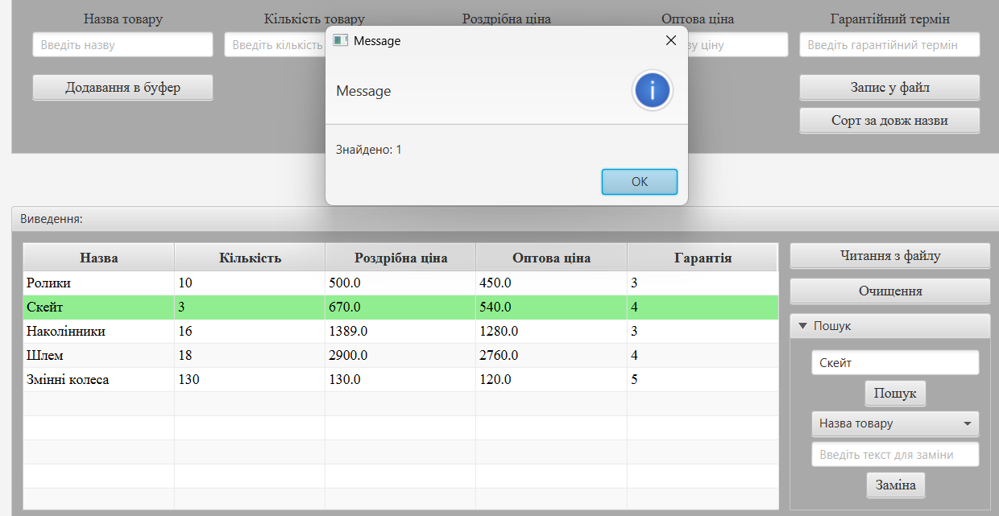 Назва товару
Кількість товару
Роздрібна ціна
Оптова ціна
Гарантійний термін
Введіть назву
Введіть кількість
ву ціну
Введіть гарантійний термін
Додавання в буфер
Запис у файл
Сорт за довж назви
Message
Message
i
Знайдено: 1
OK
Виведення:
Назва Кількість Роздрібна ціна Оптова ціна Гарантія
Ролики 10 500.0 450.0 3
Скейт 3 670.0 540.0 4
Наколінники 16 1389.0 1280.0 3
Шлем 18 2900.0 2760.0 4
Змінні колеса 130 130.0 120.0 5
Читання з файлу
Очищення
Пошук
Скейт
Пошук
Назва товару
Введіть текст для заміни
Заміна